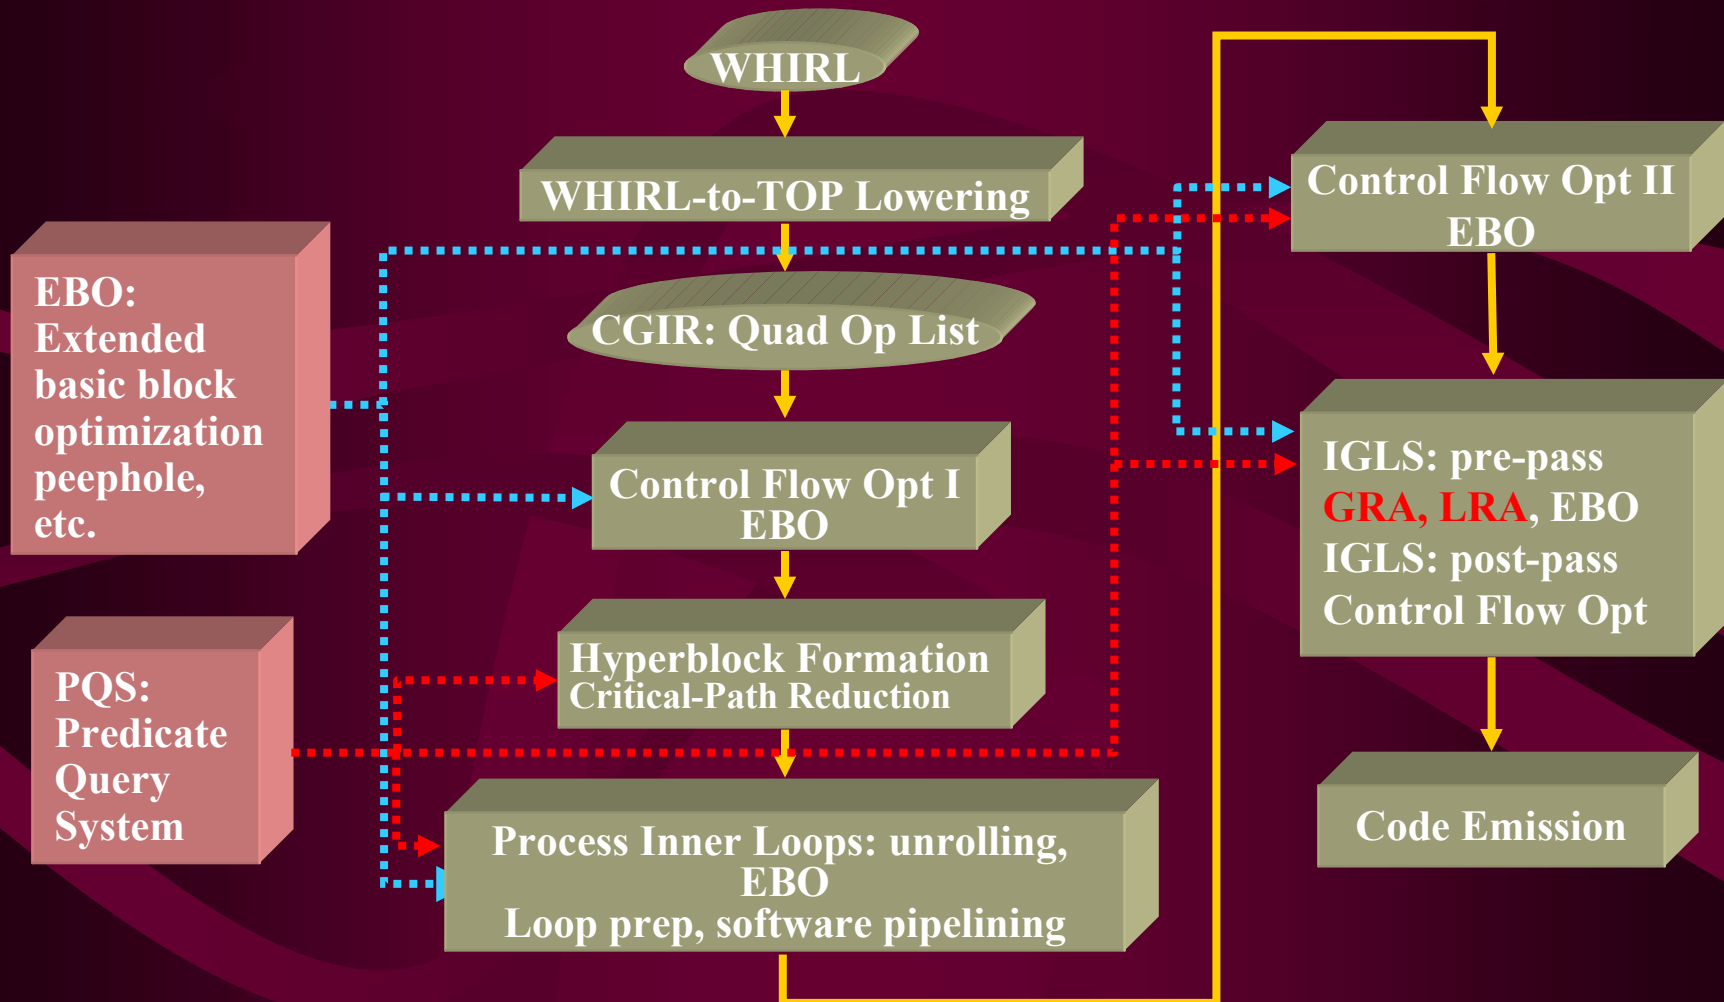 WHIRL
WHIRL-to-TOP Lowering
CGIR: Quad Op List
Control Flow Opt I
EBO
Hyperblock Formation
Critical-Path Reduction
Process Inner Loops: unrolling,
EBO
Loop prep, software pipelining
EBO:
Extended
basic block
optimization
peephole,
etc.
PQS:
Predicate
Query
System
Control Flow Opt II
EBO
IGLS: pre-pass
GRA, LRA, EBO
IGLS: post-pass
Control Flow Opt
Code Emission